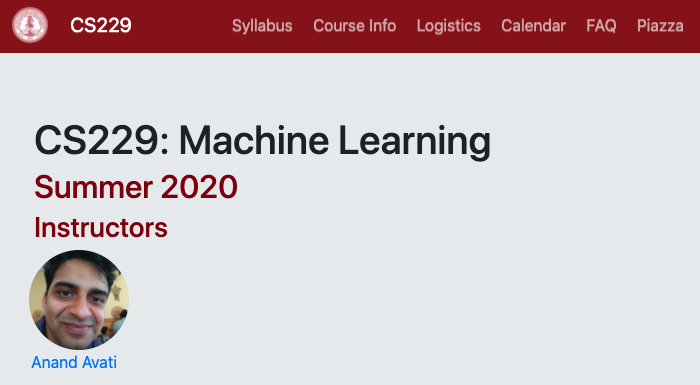 CS229 Syllabus Course Info Logistics Calendar FAQ Piazza
CS229: Machine Learning
Summer 2020
Instructors
Anand Avati